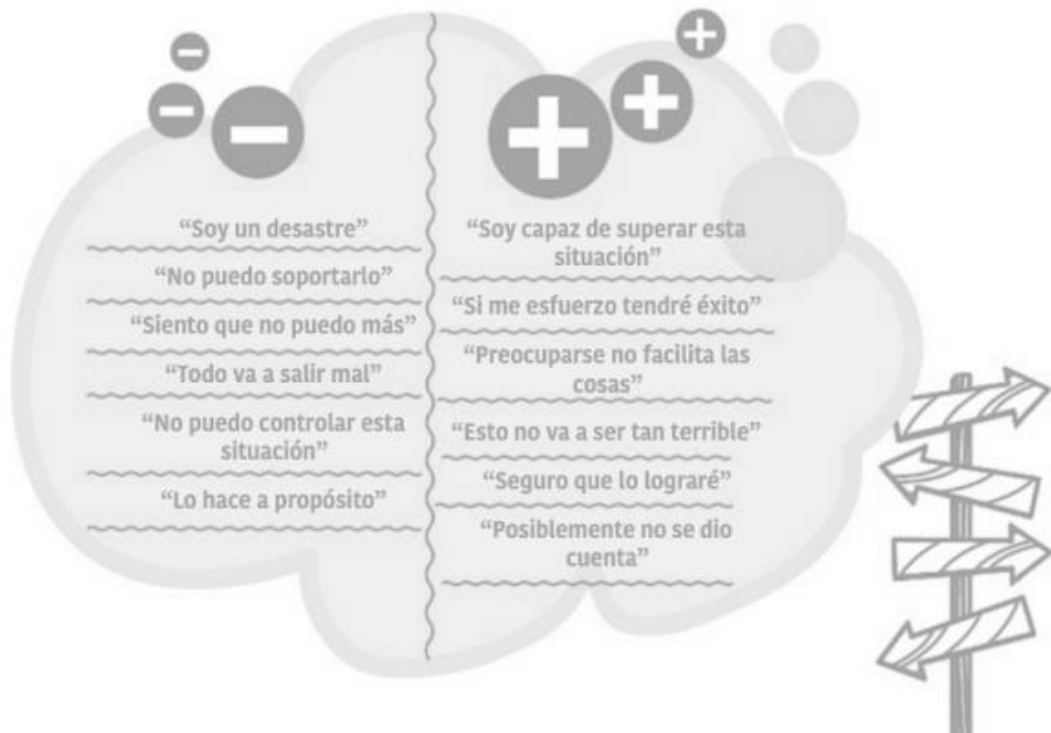 “Soy un desastre”
“No puedo soportarlo”
“Siento que no puedo más”
“Todo va a salir mal”
“No puedo controlar esta
situación”
“Lo hace a propósito”
“Soy capaz de superar esta
situación”
“Si me esfuerzo tendré éxito”
“Preocuparse no facilita las
cosas”
“Esto no va a ser tan terrible”
“Seguro que lo lograré”
“Posiblemente no se dio
cuenta”